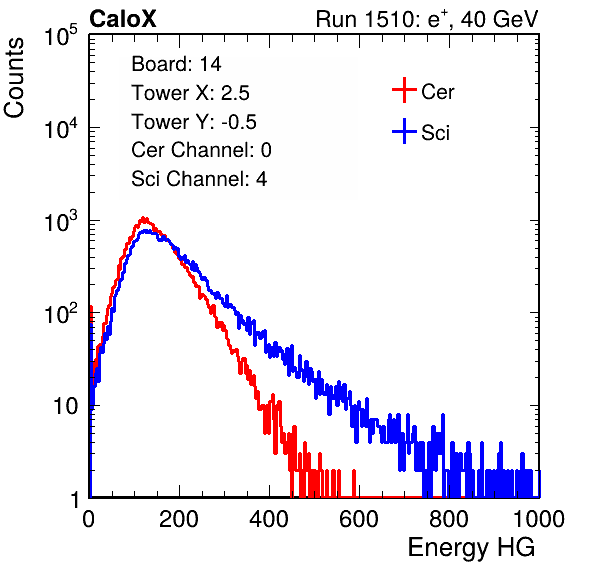 CaloX Run 1510: e⁺, 40 GeV
Counts
Board: 14
Tower X: 2.5
Tower Y: -0.5
Cer Channel: 0
Sci Channel: 4
Cer
Sci
10⁵
10⁴
10³
10²
10
1
0 200 400 600 800 1000
Energy HG